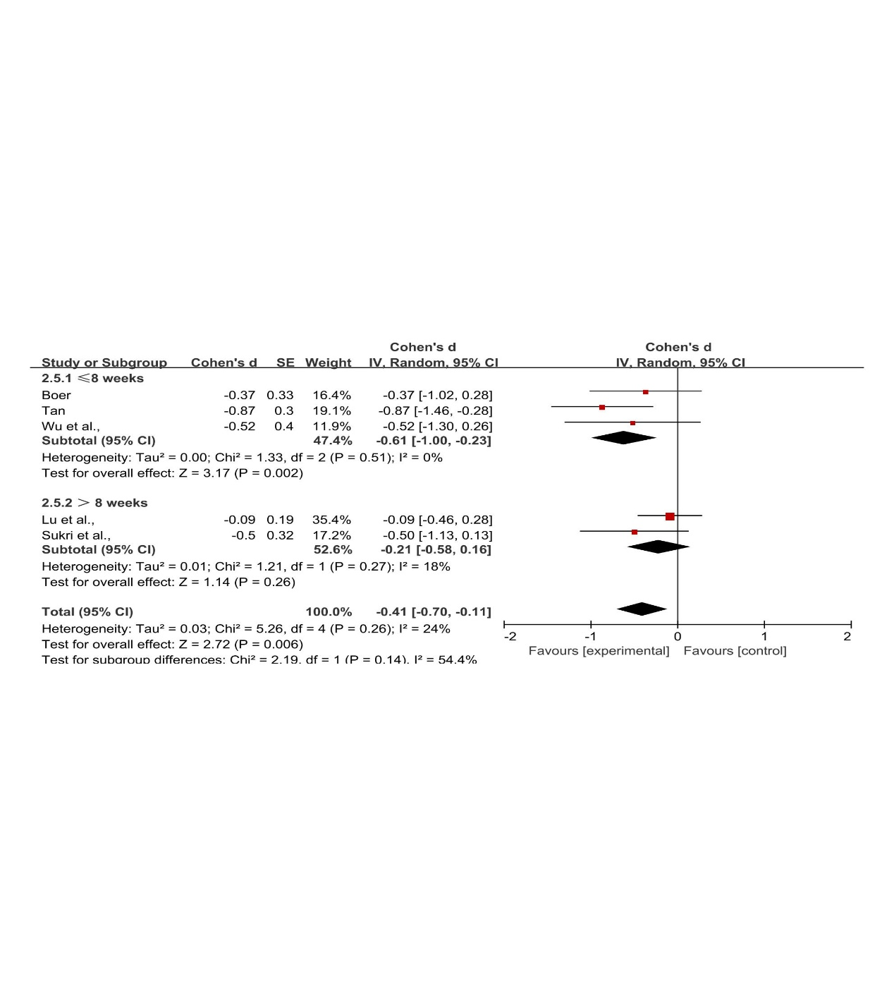 Cohen's d Cohen's d
Study or Subgroup Cohen's d SE Weight IV, Random, 95% CI IV, Random, 95% CI
2.5.1 ⩽8 weeks
Boer -0.37 0.33 16.4% -0.37 [-1.02, 0.28]
Tan -0.87 0.3 19.1% -0.87 [-1.46, -0.28]
Wu et al., -0.52 0.4 11.9% -0.52 [-1.30, 0.26]
Subtotal (95% CI) 47.4% -0.61 [-1.00, -0.23]
Heterogeneity: Tau² = 0.00; Chi² = 1.33, df = 2 (P = 0.51); I² = 0%
Test for overall effect: Z = 3.17 (P = 0.002)
2.5.2 > 8 weeks
Lu et al., -0.09 0.19 35.4% -0.09 [-0.46, 0.28]
Sukri et al., -0.5 0.32 17.2% -0.50 [-1.13, 0.13]
Subtotal (95% CI) 52.6% -0.21 [-0.58, 0.16]
Heterogeneity: Tau² = 0.01; Chi² = 1.21, df = 1 (P = 0.27); I² = 18%
Test for overall effect: Z = 1.14 (P = 0.26)
Total (95% CI) 100.0% -0.41 [-0.70, -0.11]
Heterogeneity: Tau² = 0.03; Chi² = 5.26, df = 4 (P = 0.26); I² = 24%
Test for overall effect: Z = 2.72 (P = 0.006)
Test for subgroup differences: Chi² = 2.19, df = 1 (P = 0.14), I² = 54.4%
-2 -1 0 1 2
Favours [experimental] Favours [control]